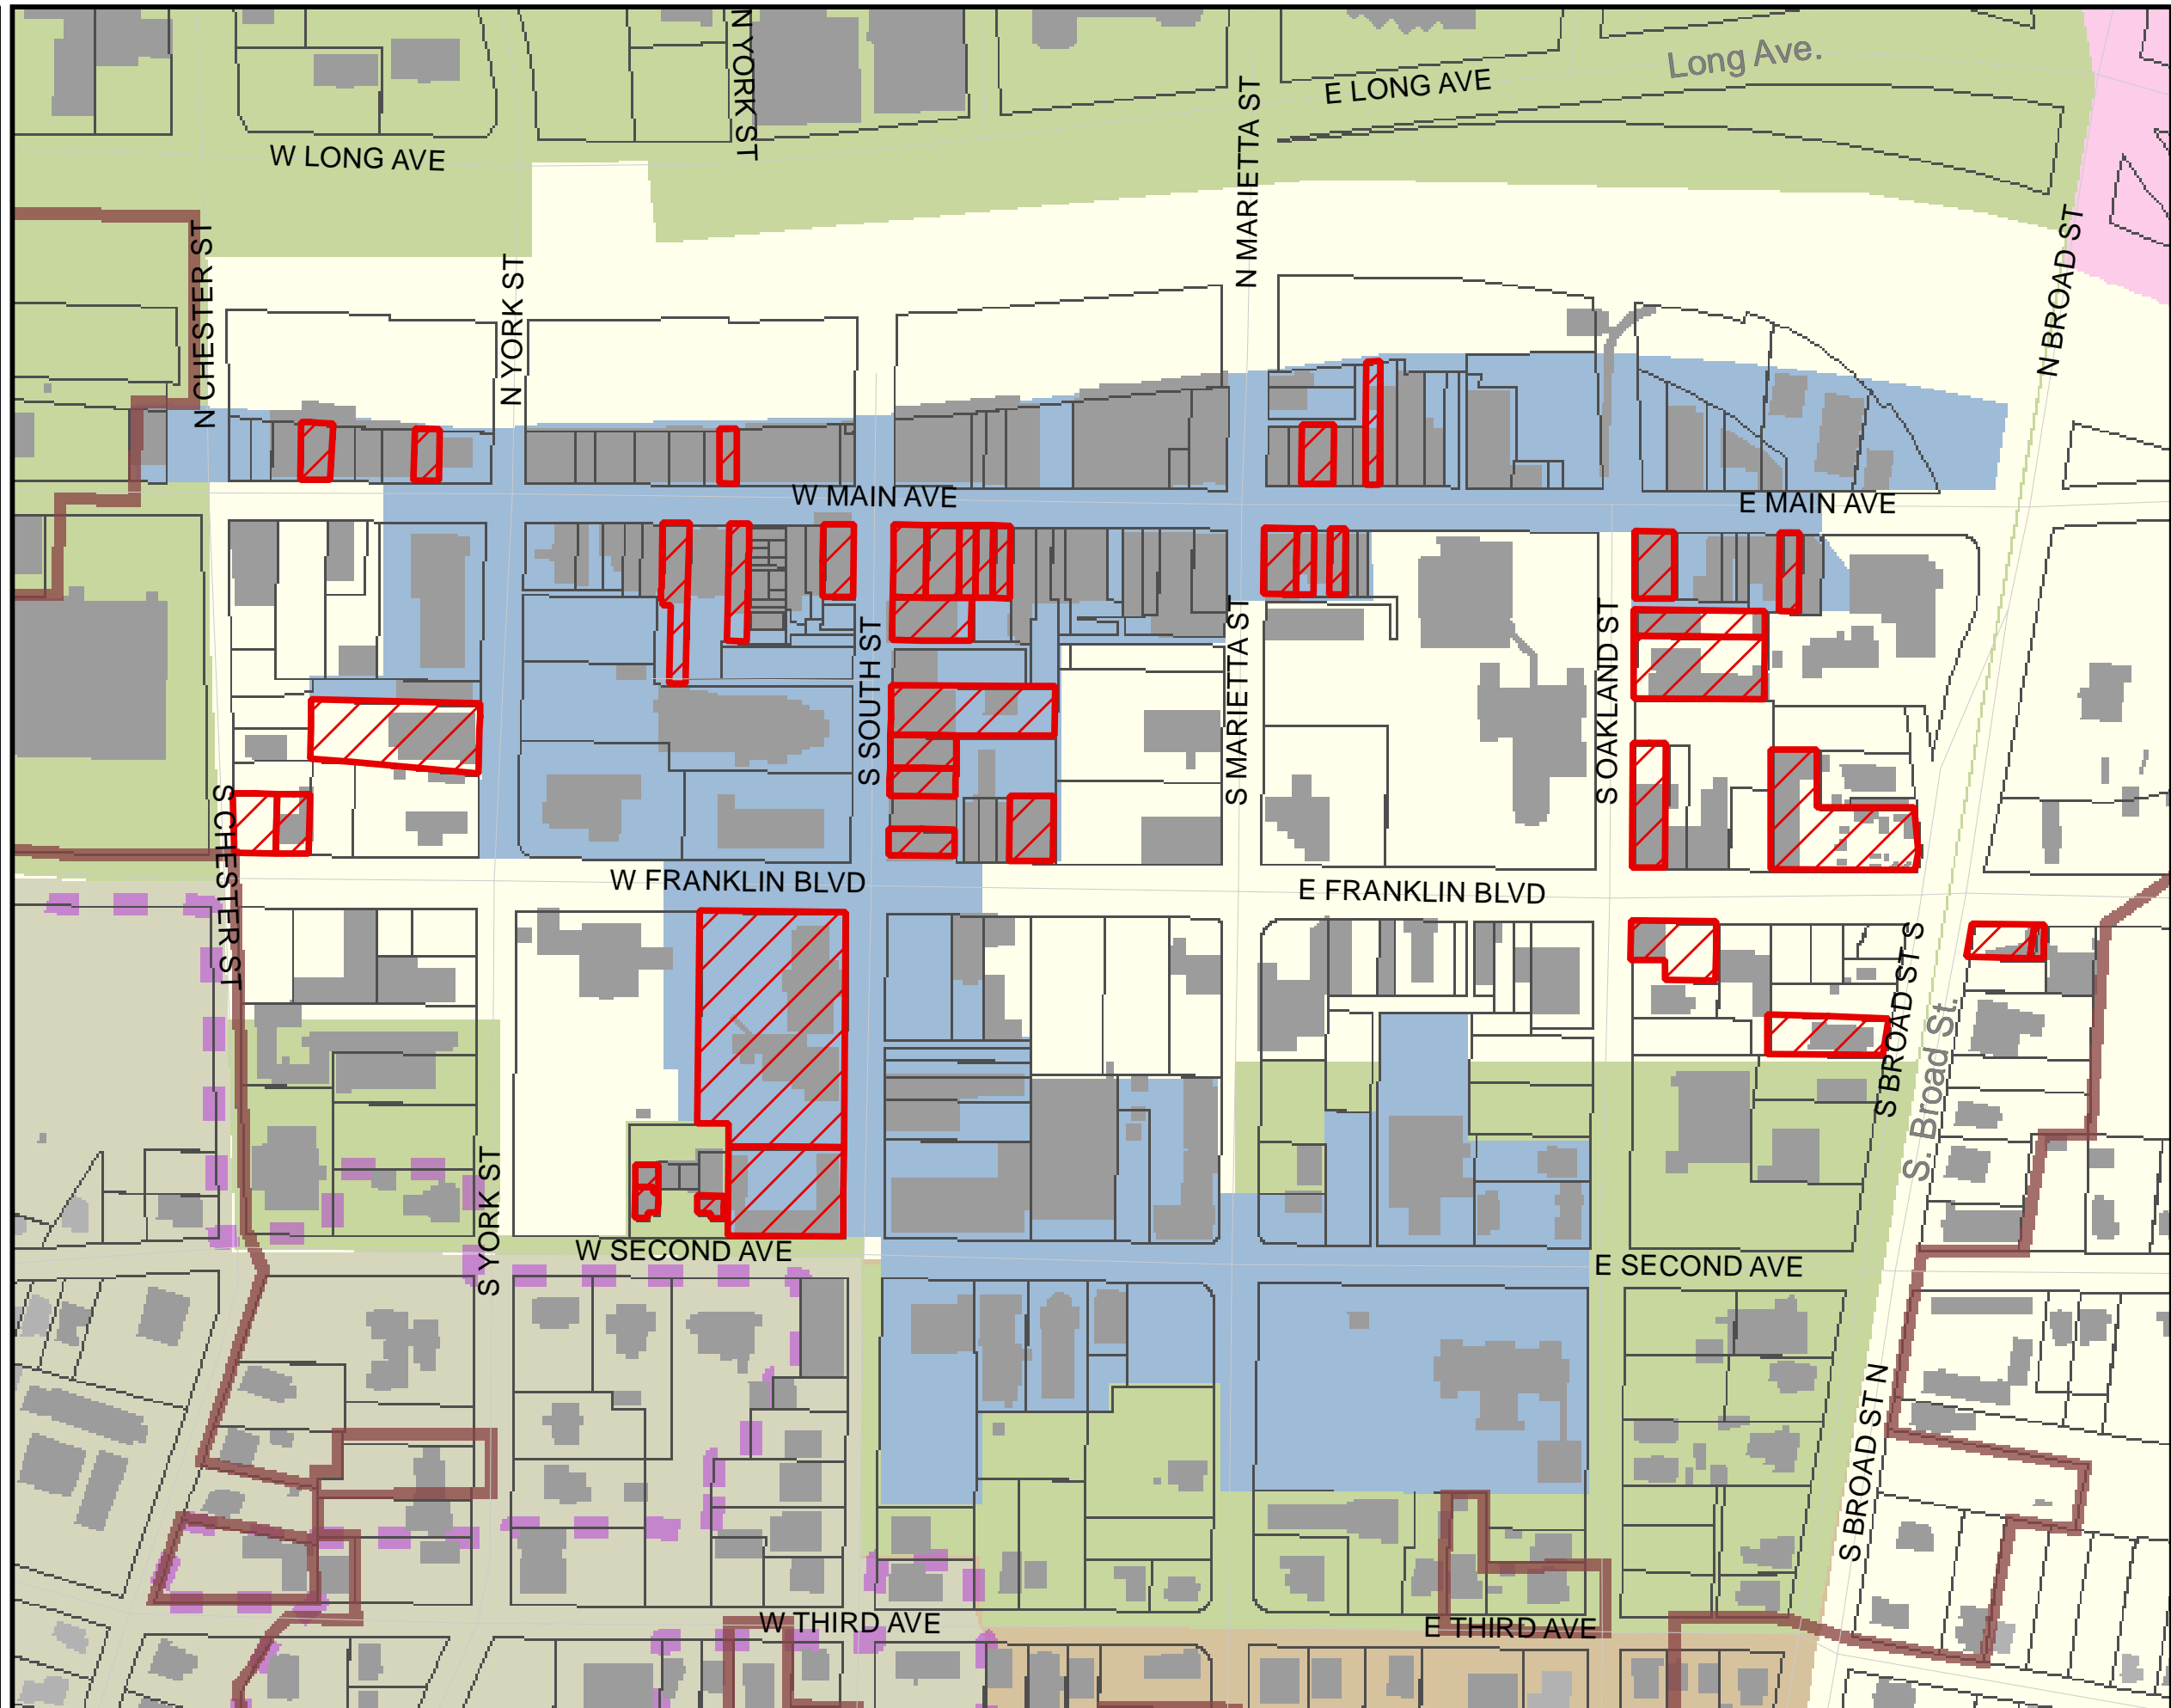 N YORK ST
Long Ave.
E LONG AVE
W LONG AVE
N MARIETTA ST
N CHESTER ST
N YORK ST
N BROAD ST
W MAIN AVE
E MAIN AVE
S SOUTH ST
S MARIETTA ST
S OAKLAND ST
S CHESTER ST
W FRANKLIN BLVD
E FRANKLIN BLVD
S BROAD ST S
S. Broad St.
S YORK ST
W SECOND AVE
E SECOND AVE
S BROAD ST N
W THIRD AVE
E THIRD AVE